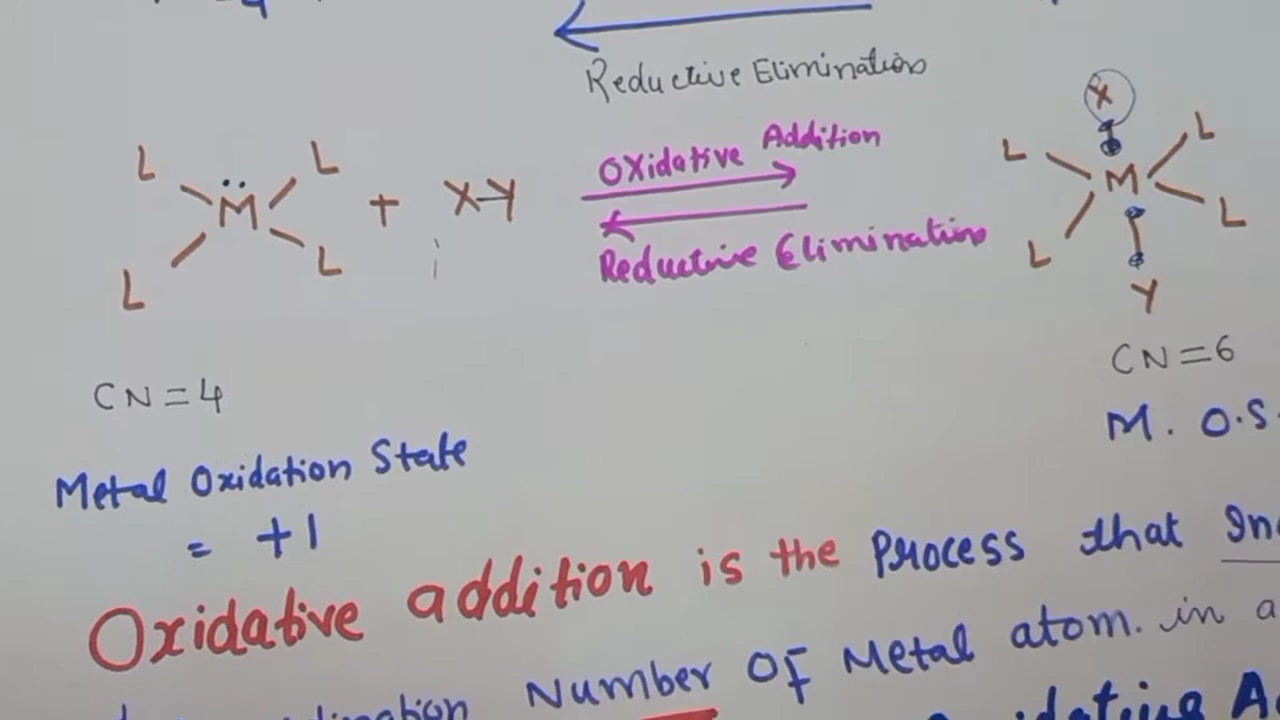 Reductive Elimination
X
L L L L
M + X-Y
Oxidative Addition
M
Reductive Elimination
L L L L
Y
CN = 4
CN = 6
Metal Oxidation State
M. O.S.
= +1
Oxidative addition is the Process that
Number OF Metal atom. in a